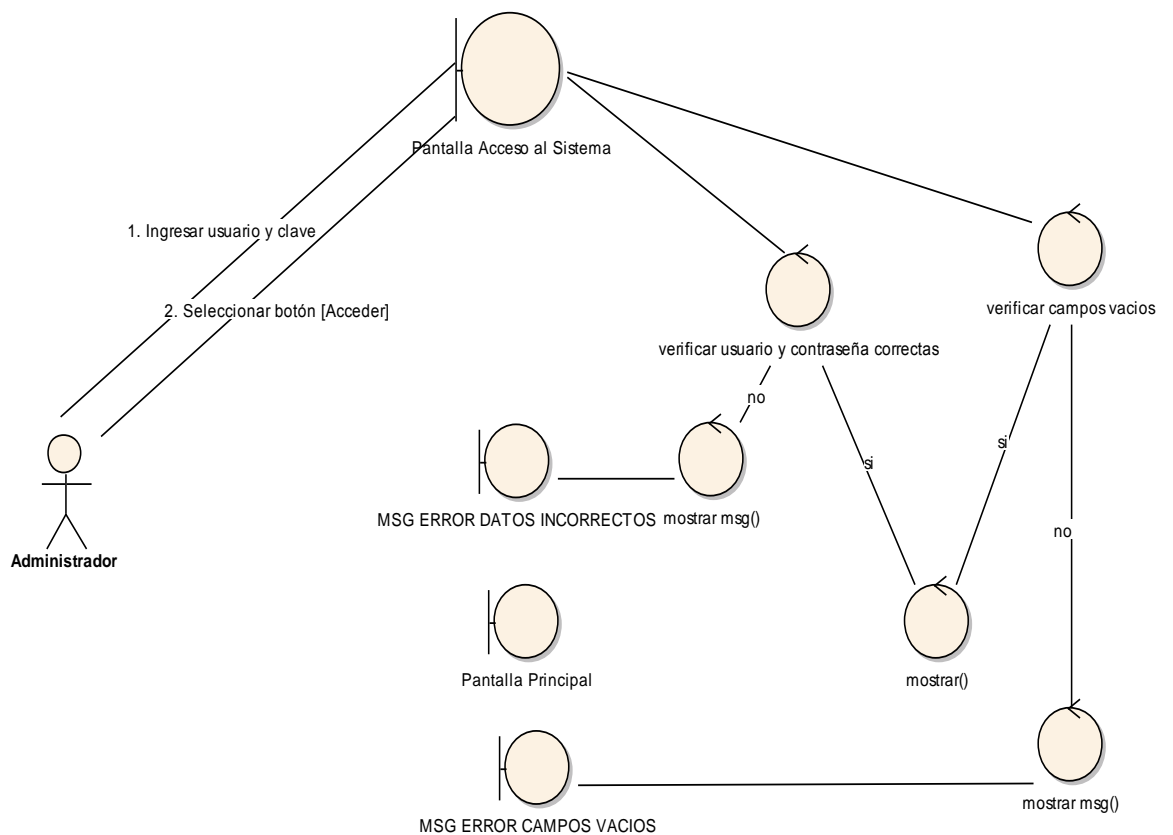 Pantalla Acceso al Sistema
1. Ingresar usuario y clave
2. Seleccionar botón [Acceder]
verificar campos vacios
verificar usuario y contraseña correctas
no
si
si
MSG ERROR DATOS INCORRECTOS
mostrar msg()
no
Administrador
Pantalla Principal
mostrar()
mostrar msg()
MSG ERROR CAMPOS VACIOS